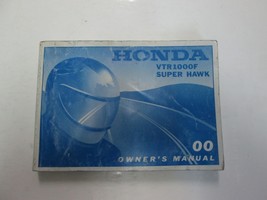 HONDA
VTR1000F
SUPER HAWK
00
OWNER'S MANUAL